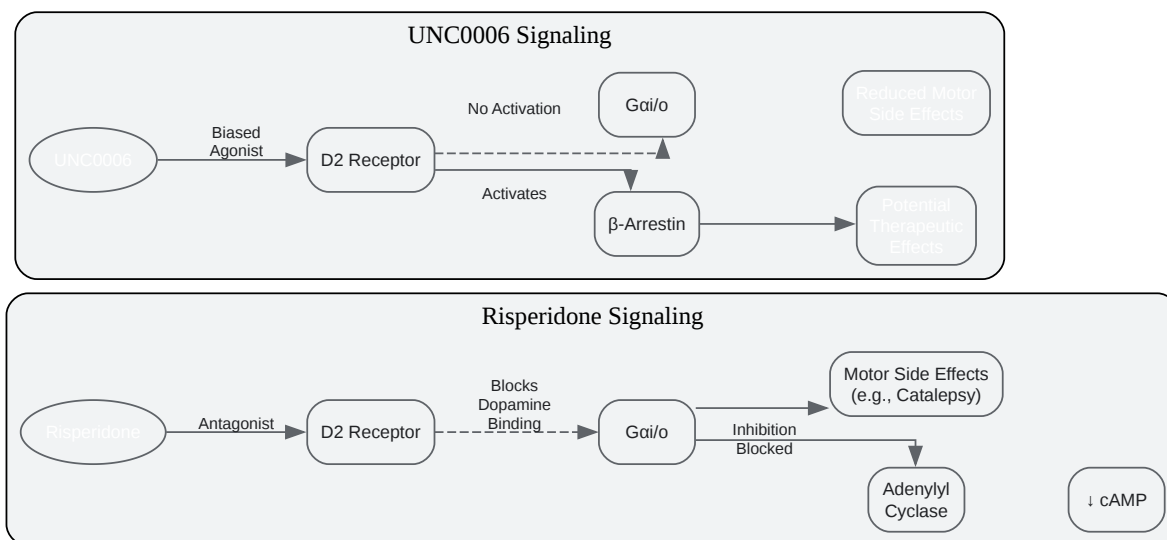 UNC0006 Signaling
UNC0006
Biased
Agonist
D2 Receptor
No Activation
Activates
Gαi/o
β-Arrestin
Reduced Motor
Side Effects
Potential
Therapeutic
Effects
Risperidone Signaling
Risperidone
Antagonist
D2 Receptor
Blocks
Dopamine
Binding
Gαi/o
Inhibition
Blocked
Motor Side Effects
(e.g., Catalepsy)
Adenylyl
Cyclase
↓ cAMP